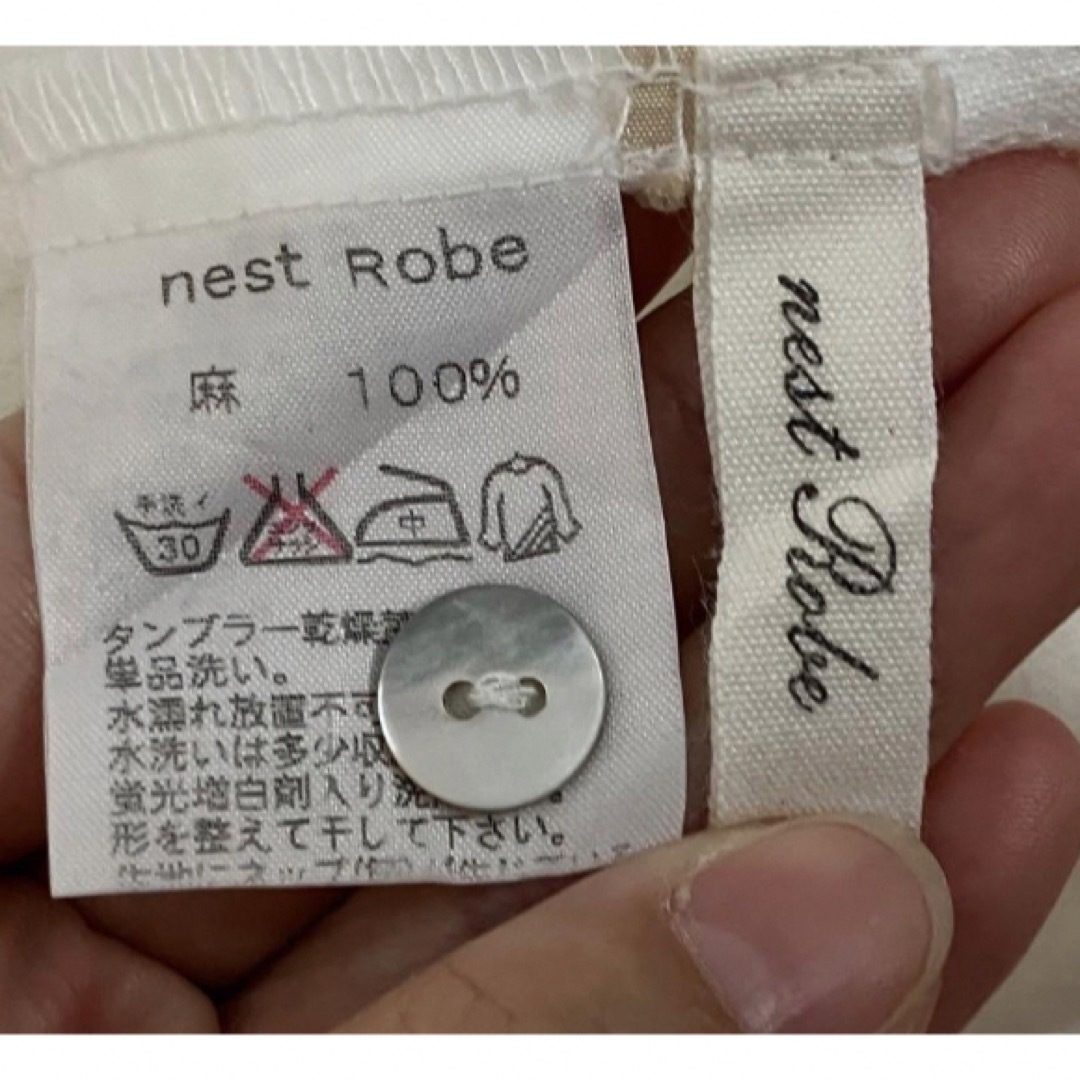 nest Robe
麻 100%
手洗イ
30
中
タンブラー乾燥
単品洗い。
水濡れ放置不可
水洗いは多少収
蛍光増白剤入り洗
形を整えて干して下さい。
nest Robe